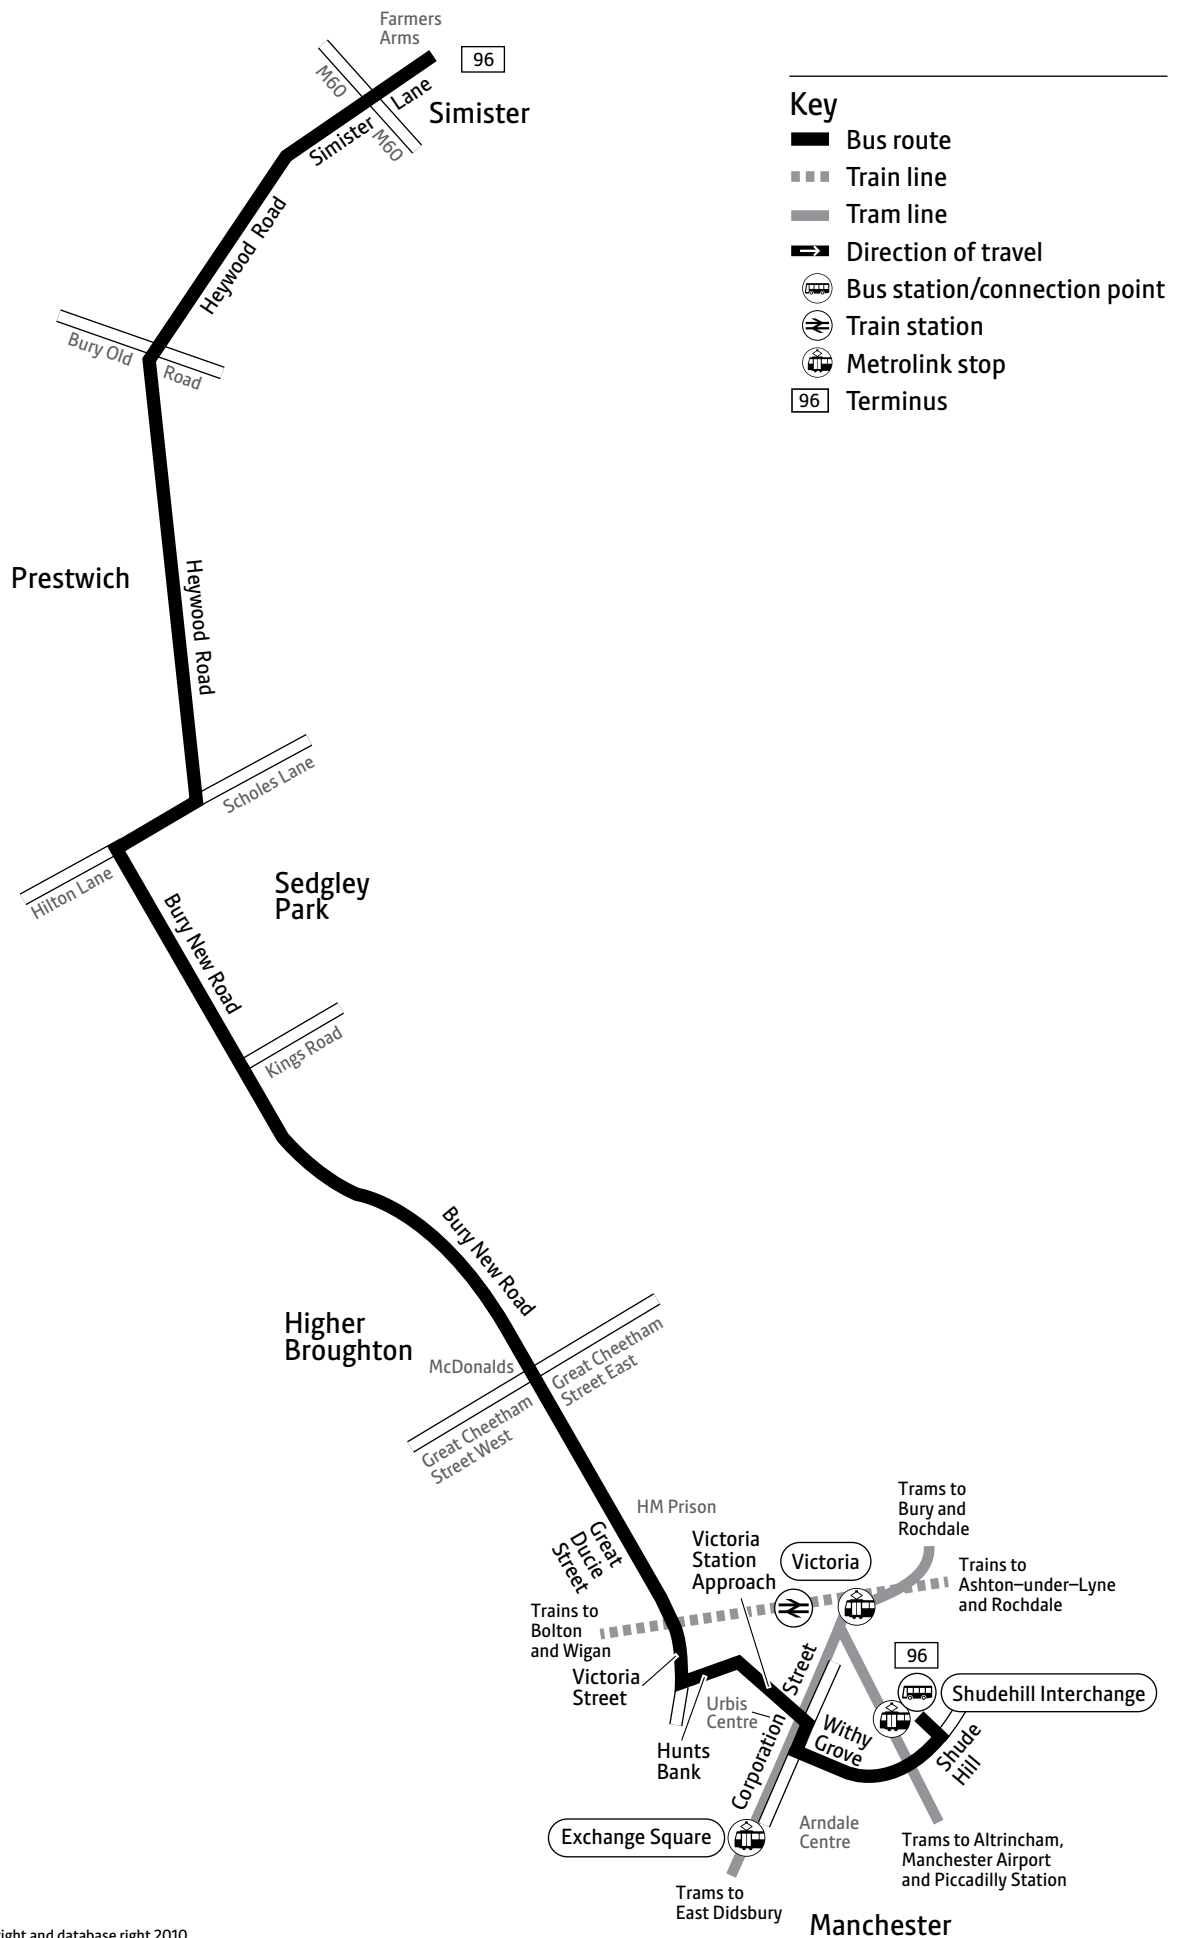 Farmers
Arms
96
Simister
M60
Lane
Simister
M60
Heywood Road
Bury Old
Road
Key
Bus route
Train line
Tram line
Direction of travel
Bus station/connection point
Train station
Metrolink stop
96 Terminus
Prestwich
Heywood Road
Scholes Lane
Hilton Lane
Sedgley
Park
Bury New Road
Kings Road
Bury New Road
Higher
Broughton
McDonalds
Great Cheetham
Street East
Great Cheetham
Street West
HM Prison
Great
Ducie
Street
Victoria
Station
Approach
Victoria
Trams to
Bury and
Rochdale
Trains to
Ashton–under–Lyne
and Rochdale
Trains to
Bolton
and Wigan
Victoria
Street
Hunts
Bank
Urbis
Centre
Corporation
Street
Withy
Grove
96
Shudehill Interchange
Shude
Hill
Exchange Square
Arndale
Centre
Trams to Altrincham,
Manchester Airport
and Piccadilly Station
Trams to
East Didsbury
Manchester
right and database right 2010